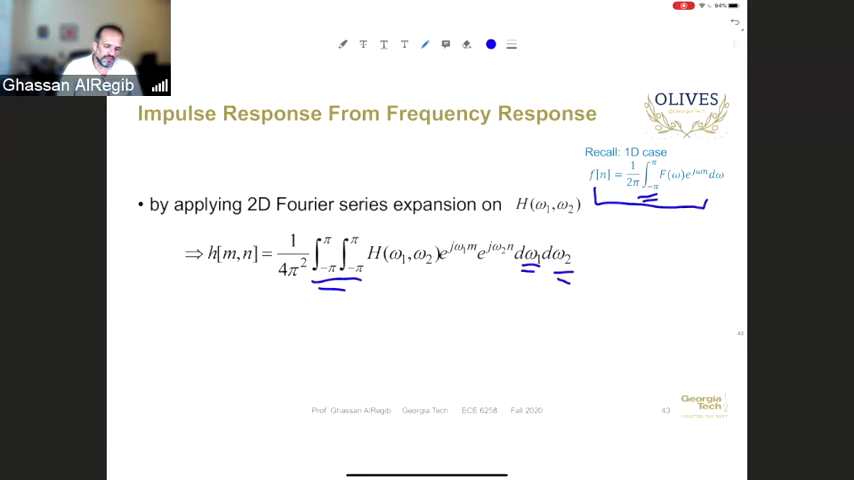 94%
T T T
Ghassan AlRegib
Impulse Response From Frequency Response
OLIVES
Recall: 1D case
f[n] = 1/2π ∫_{-π}^{π} F(ω)e^{jωn}dω
• by applying 2D Fourier series expansion on H(ω₁,ω₂)
⇒ h[m,n] = 1/4π² ∫_{-π}^{π} ∫_{-π}^{π} H(ω₁,ω₂)e^{jω₁m}e^{jω₂n}dω₁dω₂
43
Prof Ghassan AlRegib Georgia Tech ECE 6258 Fall 2020 43
Georgia
Tech